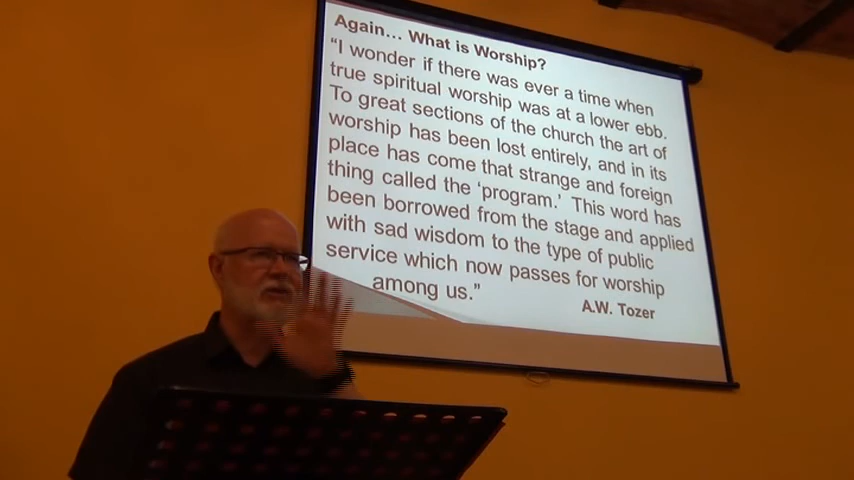 Again... What is Worship?
“I wonder if there was ever a time when
true spiritual worship was at a lower ebb.
To great sections of the church the art of
worship has been lost entirely, and in its
place has come that strange and foreign
thing called the ‘program.’ This word has
been borrowed from the stage and applied
with sad wisdom to the type of public
service which now passes for worship
among us.”
A.W. Tozer